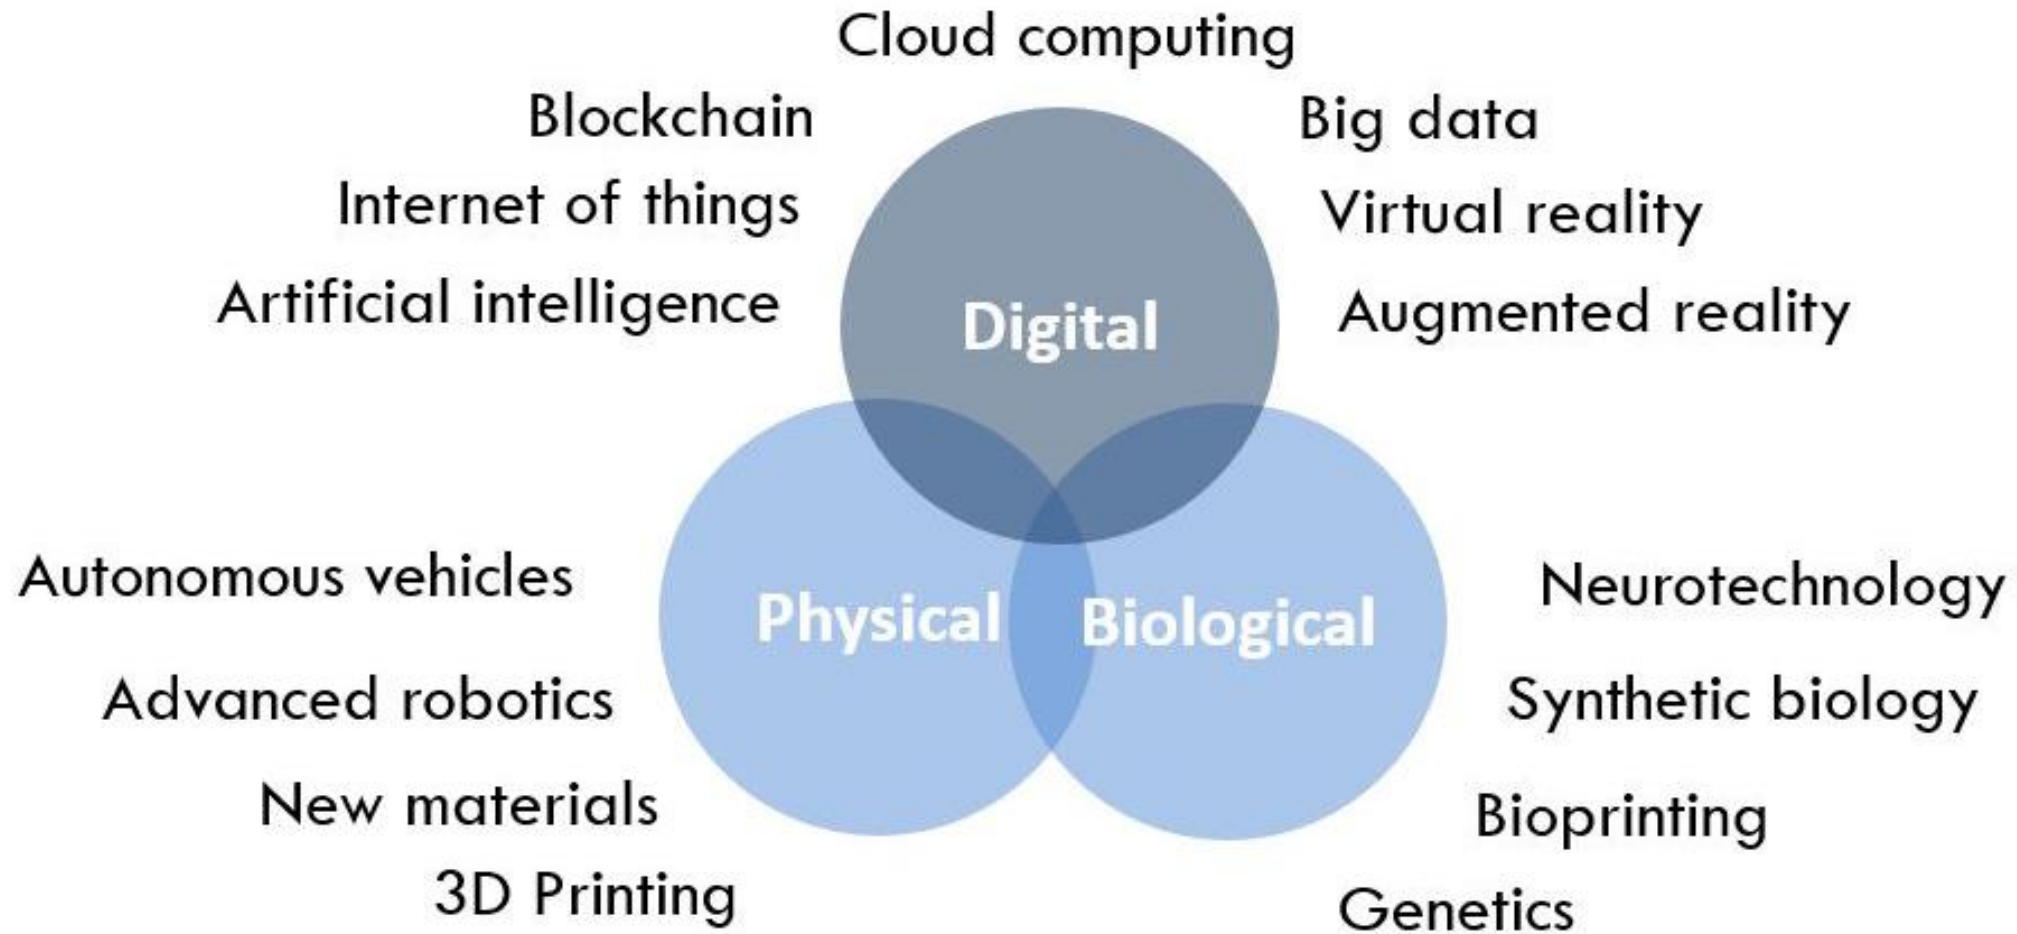 Cloud computing
Blockchain
Big data
Internet of things
Virtual reality
Artificial intelligence
Augmented reality
Digital
Autonomous vehicles
Neurotechnology
Physical
Biological
Advanced robotics
Synthetic biology
New materials
Bioprinting
3D Printing
Genetics